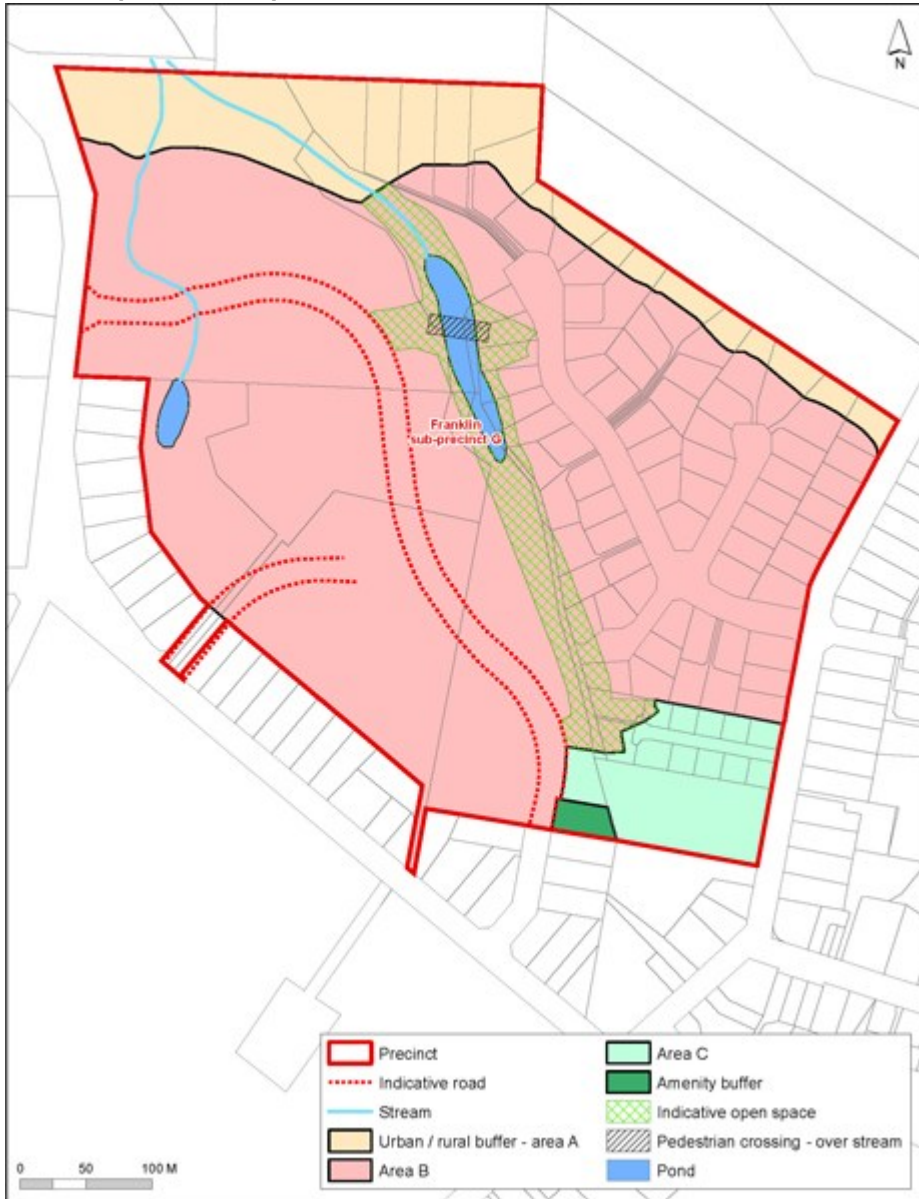 N
Franklin
sub-precinct G
Precinct
Indicative road
Stream
Urban / rural buffer - area A
Area B
Area C
Amenity buffer
Indicative open space
Pedestrian crossing - over stream
Pond
0 50 100 M